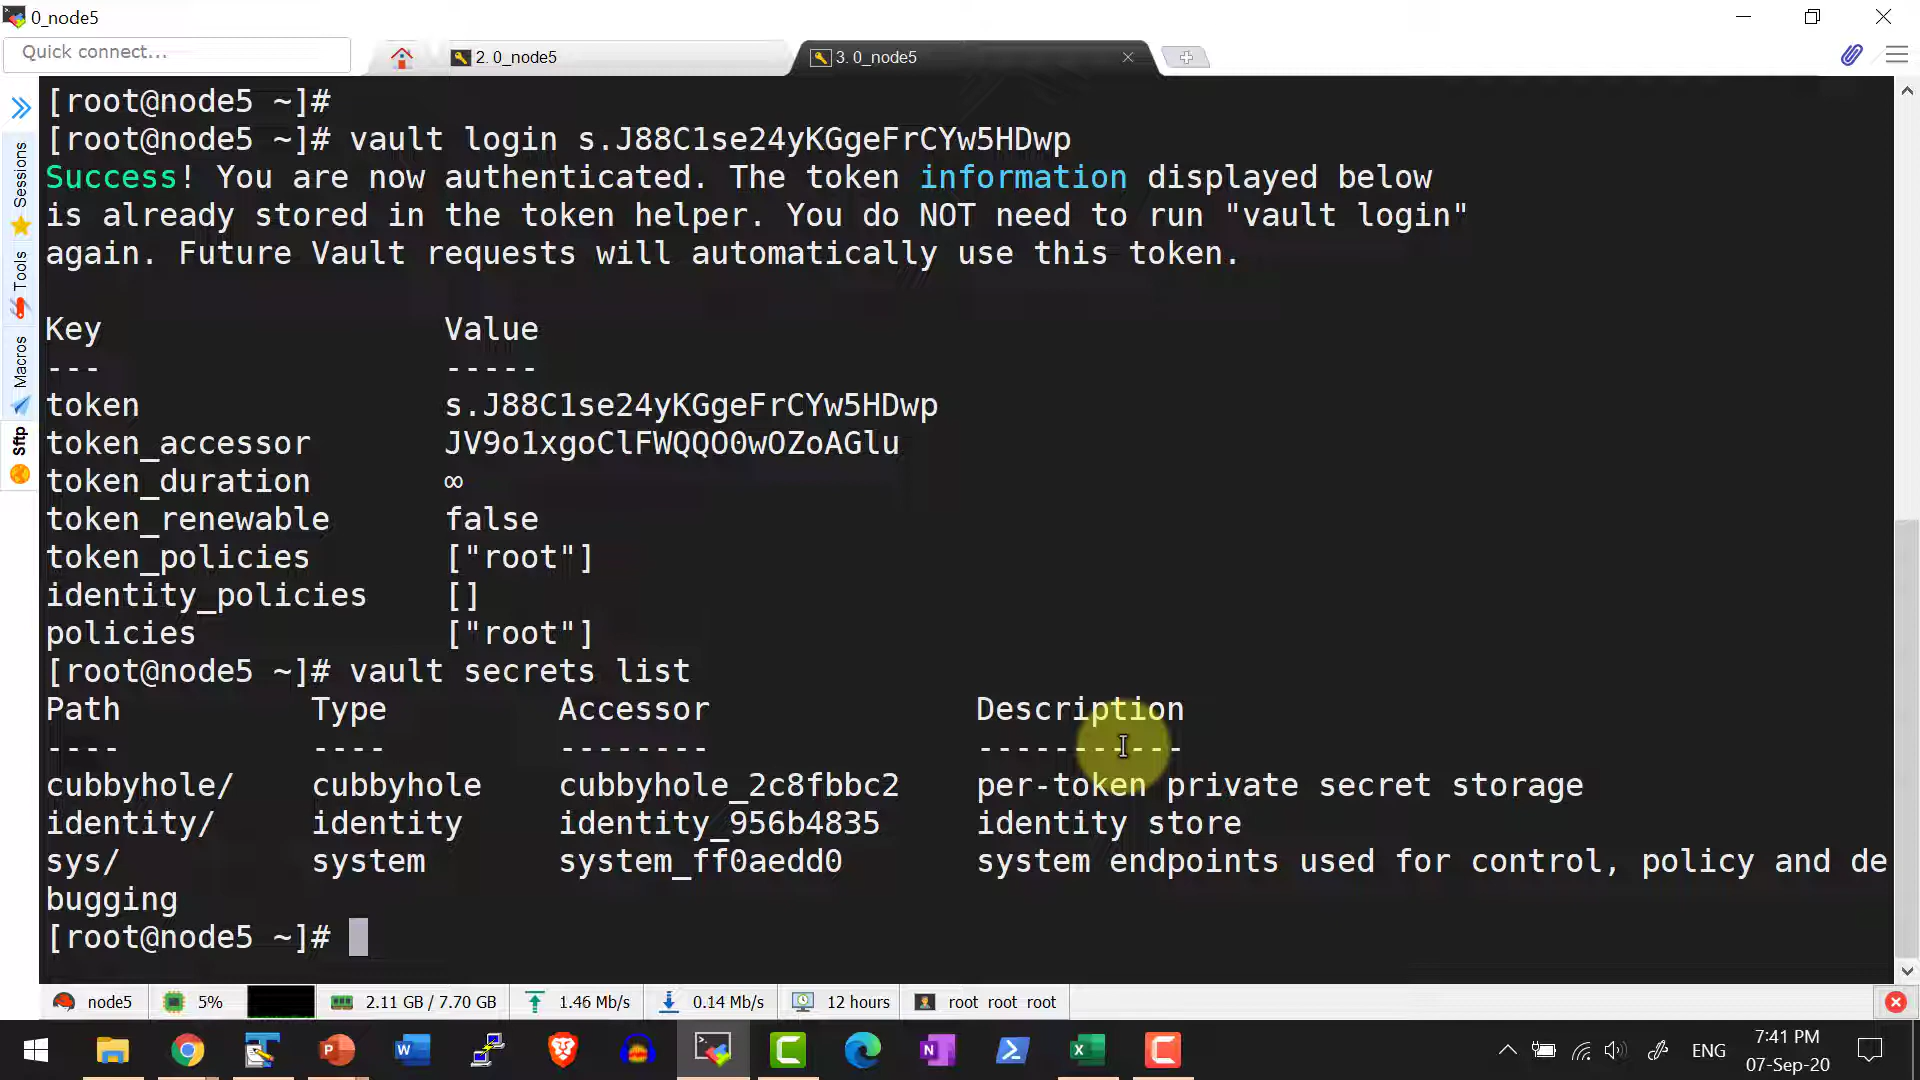 0_node5
Quick connect...
2. 0_node5
3. 0_node5
[root@node5 ~]#
[root@node5 ~]# vault login s.J88C1se24yKGgeFrCYw5HDwp
Success! You are now authenticated. The token information displayed below
is already stored in the token helper. You do NOT need to run "vault login"
again. Future Vault requests will automatically use this token.
Key Value
--- -----
token s.J88C1se24yKGgeFrCYw5HDwp
token_accessor JV9o1xgoClFWQQO0wOZoAGlu
token_duration ∞
token_renewable false
token_policies ["root"]
identity_policies []
policies ["root"]
[root@node5 ~]# vault secrets list
Path Type Accessor Description
---- ---- -------- -----------
cubbyhole/ cubbyhole cubbyhole_2c8fbbc2 per-token private secret storage
identity/ identity identity_956b4835 identity store
sys/ system system_ff0aedd0 system endpoints used for control, policy and de
bugging
[root@node5 ~]#
Sessions
Tools
Macros
Sftp
node5 5% 2.11 GB / 7.70 GB 1.46 Mb/s 0.14 Mb/s 12 hours root root root
ENG
7:41 PM
07-Sep-20